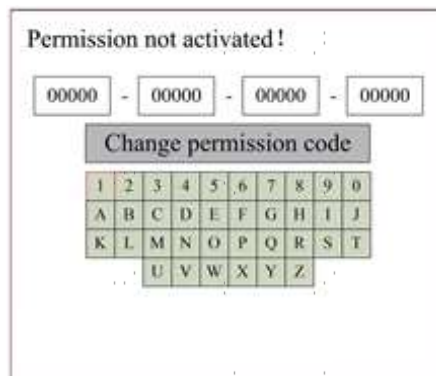 Permission not activated!
00000 - 00000 - 00000 - 00000
Change permission code
1 2 3 4 5 6 7 8 9 0
A B C D E F G H I J
K L M N O P Q R S T
U V W X Y Z